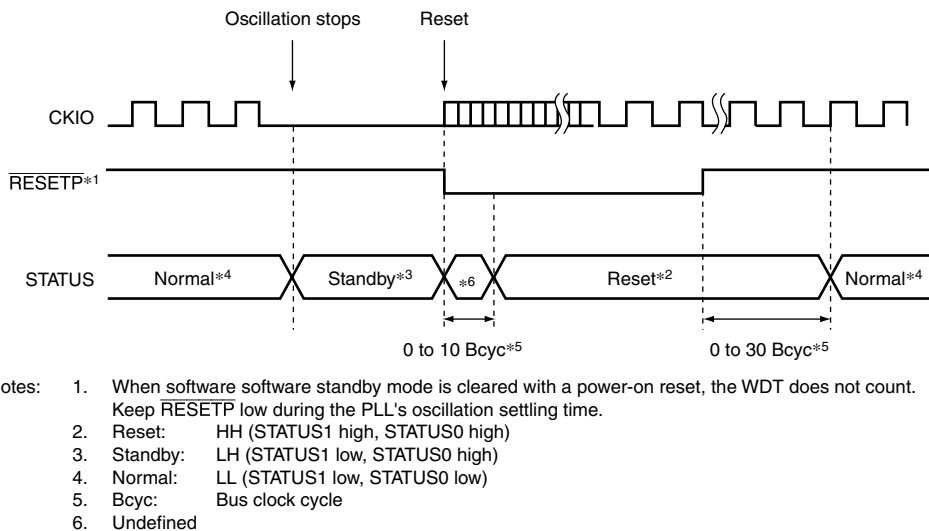 Oscillation stops Reset
CKIO
RESETP*1
STATUS Normal*4 Standby*3 *6 Reset*2 Normal*4
0 to 10 Bcyc*5 0 to 30 Bcyc*5
otes: 1. When software software standby mode is cleared with a power-on reset, the WDT does not count.
Keep RESETP low during the PLL's oscillation settling time.
2. Reset: HH (STATUS1 high, STATUS0 high)
3. Standby: LH (STATUS1 low, STATUS0 high)
4. Normal: LL (STATUS1 low, STATUS0 low)
5. Bcyc: Bus clock cycle
6. Undefined